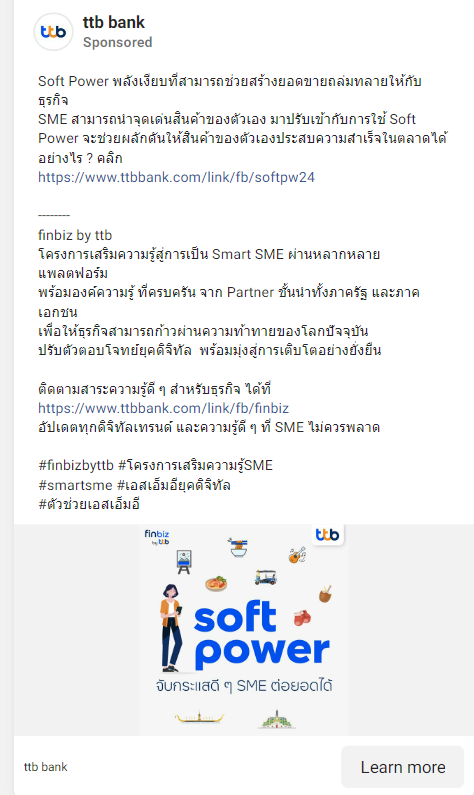 ttb
ttb bank
Sponsored
Soft Power พลังเงียบที่สามารถช่วยสร้างยอดขายถล่มทลายให้กับ
ธุรกิจ
SME สามารถนำจุดเด่นสินค้าของตัวเอง มาปรับเข้ากับการใช้ Soft
Power จะช่วยผลักดันให้สินค้าของตัวเองประสบความสำเร็จในตลาดได้
อย่างไร ? คลิก
https://www.ttbbank.com/link/fb/softpw24
--------
finbiz by ttb
โครงการเสริมความรู้สู่การเป็น Smart SME ผ่านหลากหลาย
แพลตฟอร์ม
พร้อมองค์ความรู้ ที่ครบครัน จาก Partner ชั้นนำทั้งภาครัฐ และภาค
เอกชน
เพื่อให้ธุรกิจสามารถก้าวผ่านความท้าทายของโลกปัจจุบัน
ปรับตัวตอบโจทย์ยุคดิจิทัล พร้อมมุ่งสู่การเติบโตอย่างยั่งยืน
ติดตามสาระความรู้ดี ๆ สำหรับธุรกิจ ได้ที่
https://www.ttbbank.com/link/fb/finbiz
อัปเดตทุกดิจิทัลเทรนด์ และความรู้ดี ๆ ที่ SME ไม่ควรพลาด
#finbizbyttb #โครงการเสริมความรู้SME
#smartsme #เอสเอ็มอียุคดิจิทัล
#ตัวช่วยเอสเอ็มอี
finbiz
by ttb
ttb
soft
power
จับกระแสดี ๆ SME ต่อยอดได้
ttb bank
Learn more